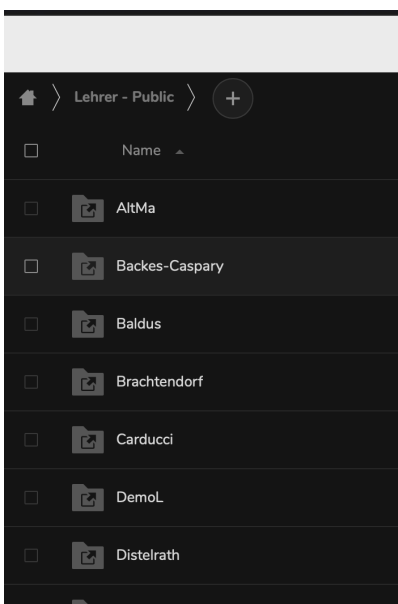 Lehrer - Public
Name
AltMa
Backes-Caspary
Baldus
Brachtendorf
Carducci
DemoL
Distelrath